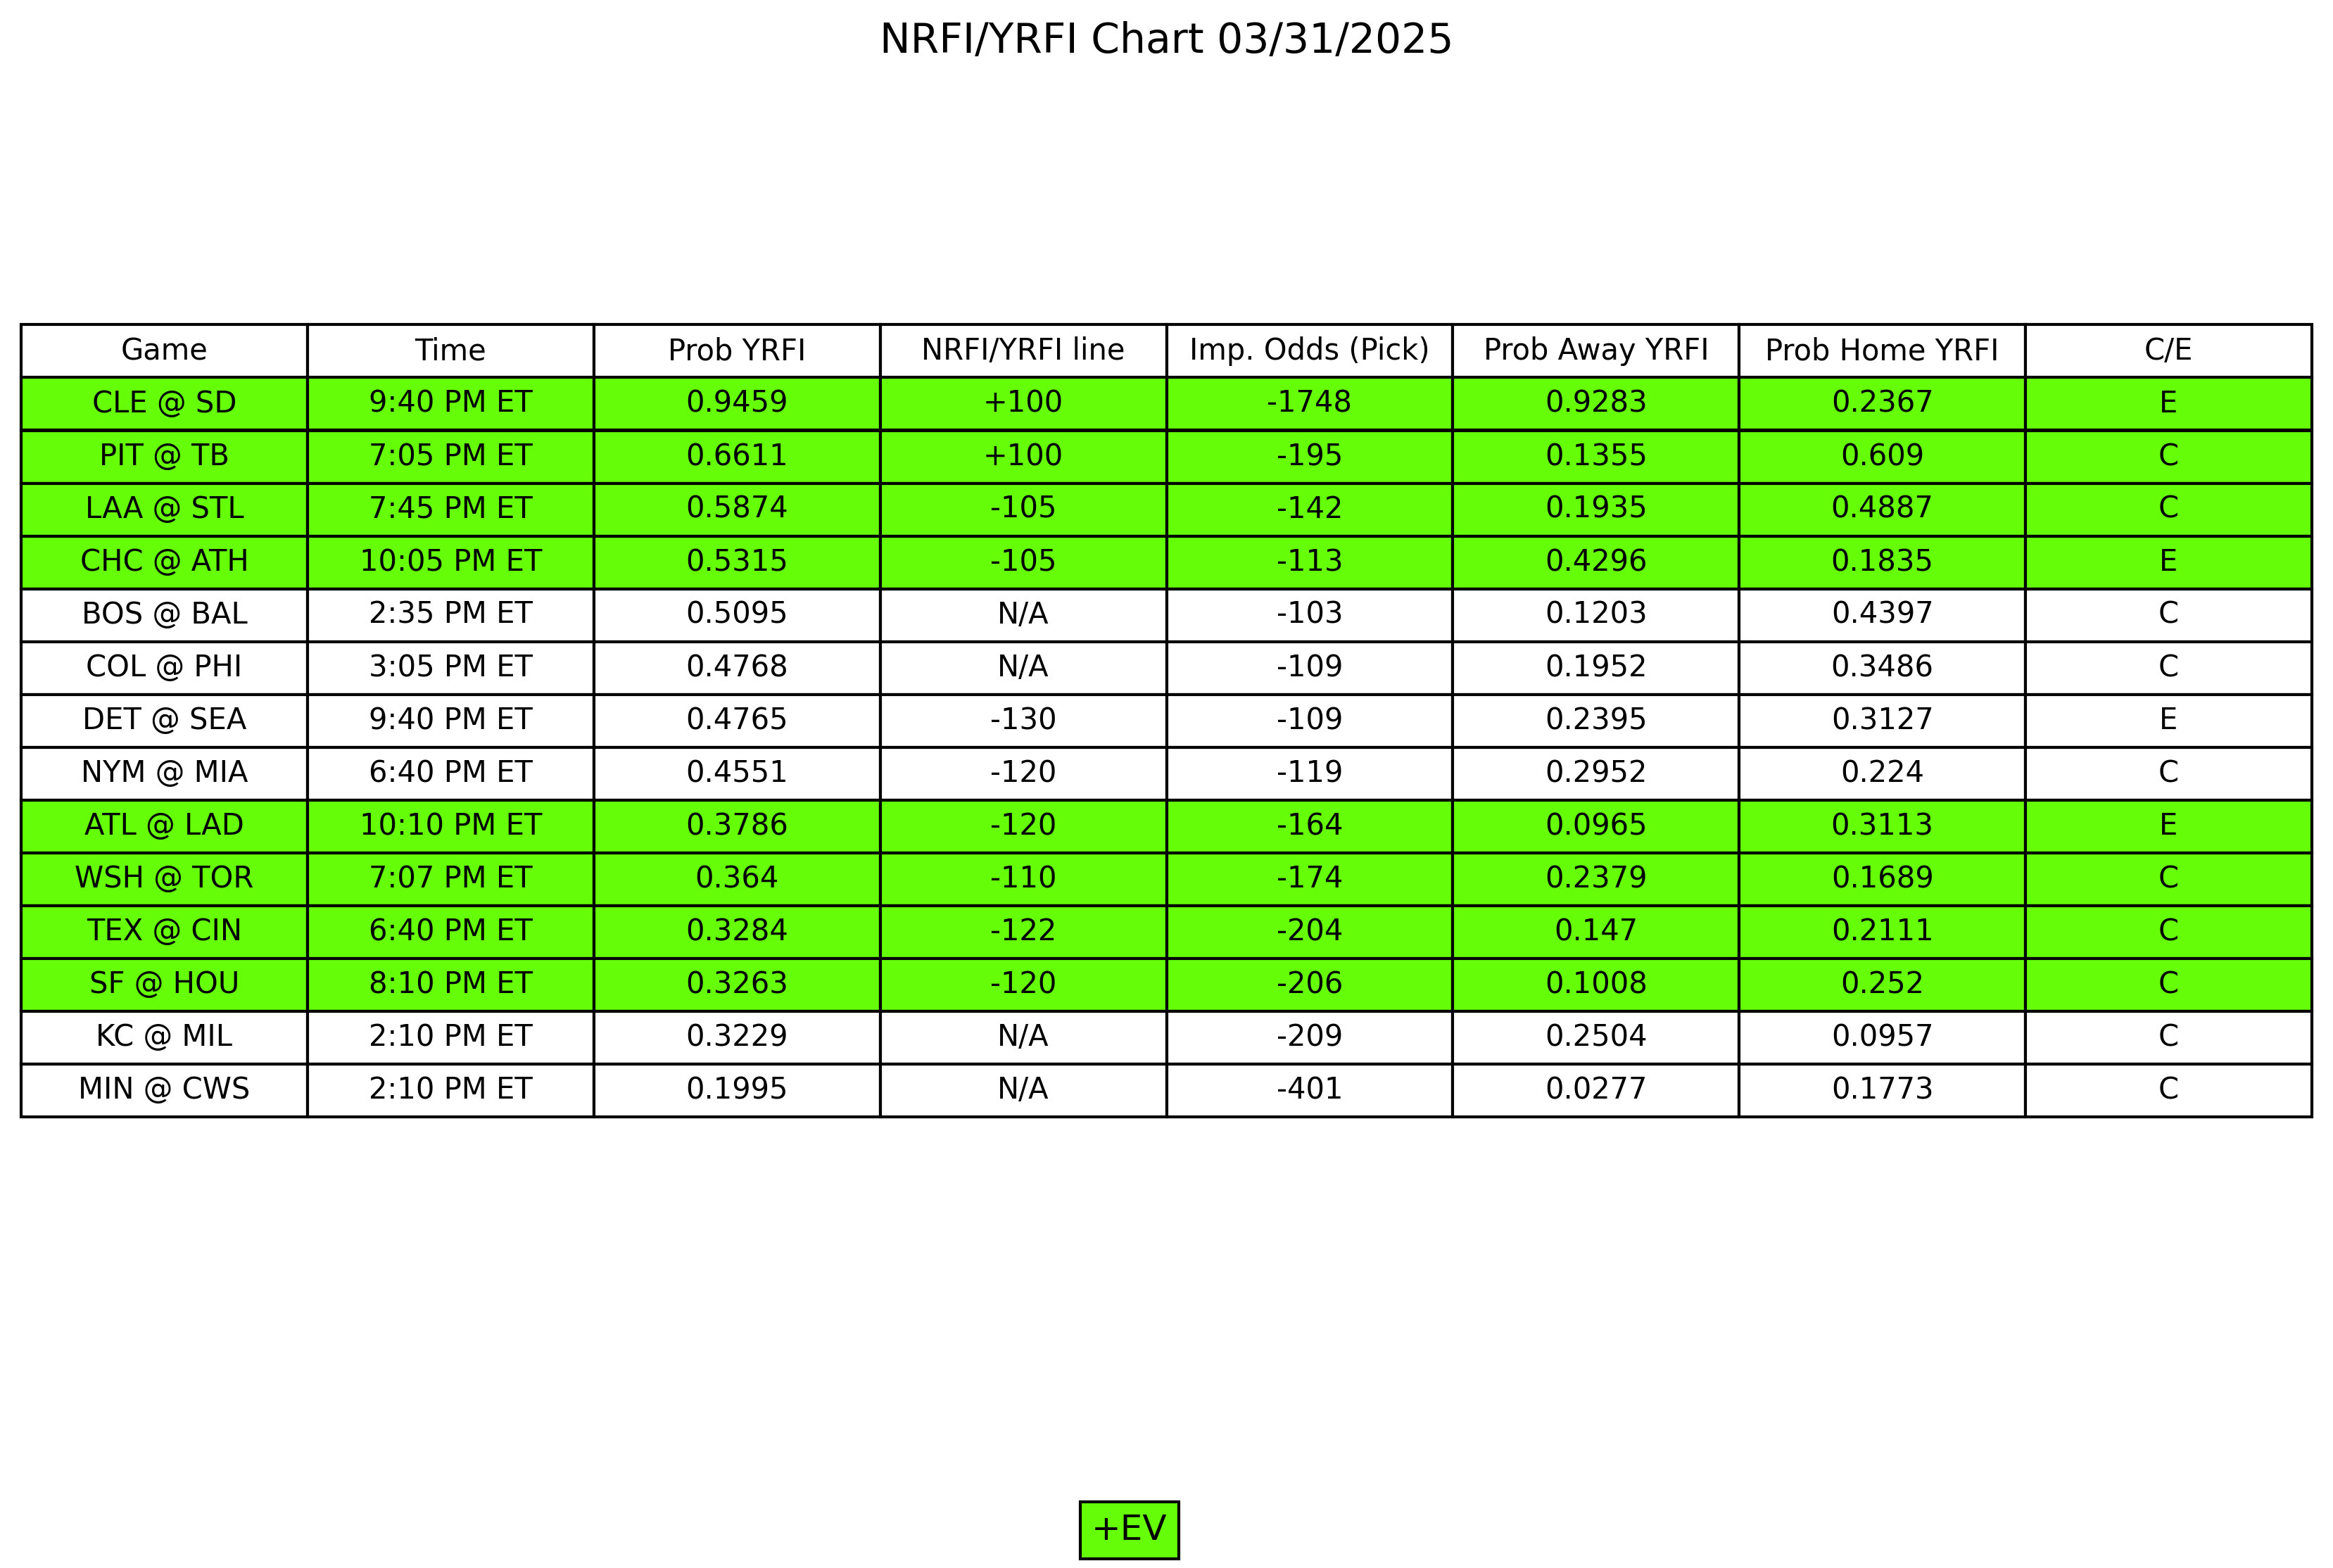 NRFI/YRFI Chart 03/31/2025
Game Time Prob YRFI NRFI/YRFI line Imp. Odds (Pick) Prob Away YRFI Prob Home YRFI C/E
CLE @ SD 9:40 PM ET 0.9459 +100 -1748 0.9283 0.2367 E
PIT @ TB 7:05 PM ET 0.6611 +100 -195 0.1355 0.609 C
LAA @ STL 7:45 PM ET 0.5874 -105 -142 0.1935 0.4887 C
CHC @ ATH 10:05 PM ET 0.5315 -105 -113 0.4296 0.1835 E
BOS @ BAL 2:35 PM ET 0.5095 N/A -103 0.1203 0.4397 C
COL @ PHI 3:05 PM ET 0.4768 N/A -109 0.1952 0.3486 C
DET @ SEA 9:40 PM ET 0.4765 -130 -109 0.2395 0.3127 E
NYM @ MIA 6:40 PM ET 0.4551 -120 -119 0.2952 0.224 C
ATL @ LAD 10:10 PM ET 0.3786 -120 -164 0.0965 0.3113 E
WSH @ TOR 7:07 PM ET 0.364 -110 -174 0.2379 0.1689 C
TEX @ CIN 6:40 PM ET 0.3284 -122 -204 0.147 0.2111 C
SF @ HOU 8:10 PM ET 0.3263 -120 -206 0.1008 0.252 C
KC @ MIL 2:10 PM ET 0.3229 N/A -209 0.2504 0.0957 C
MIN @ CWS 2:10 PM ET 0.1995 N/A -401 0.0277 0.1773 C
+EV